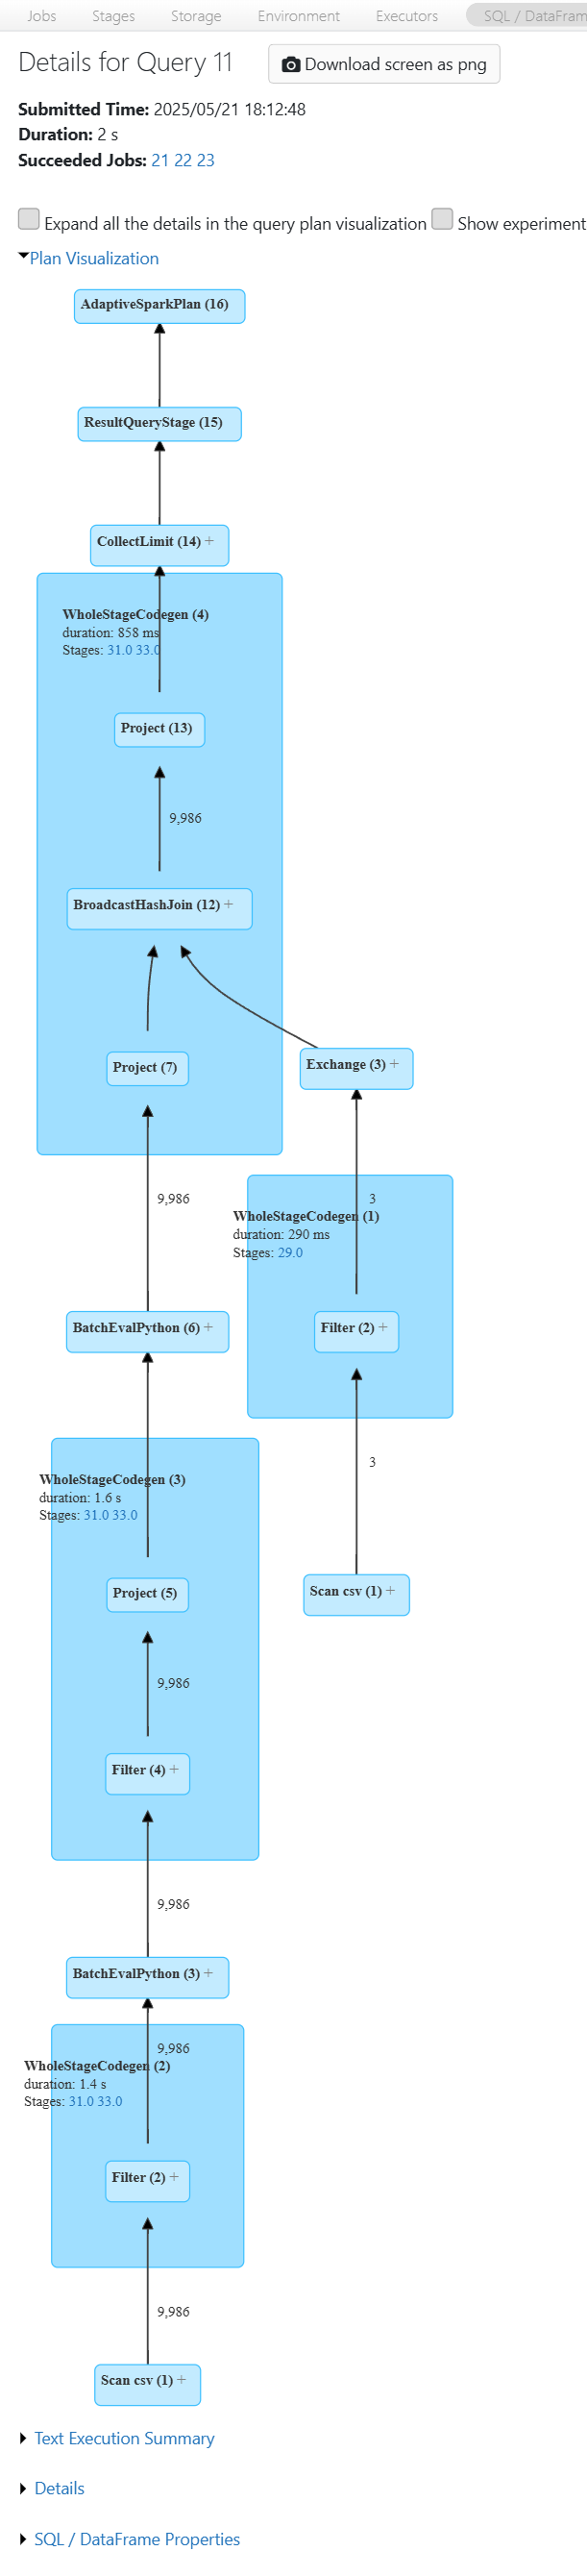 Jobs Stages Storage Environment Executors SQL / DataFram
Details for Query 11
Download screen as png
Submitted Time: 2025/05/21 18:12:48
Duration: 2 s
Succeeded Jobs: 21 22 23
Expand all the details in the query plan visualization Show experiment
Plan Visualization
AdaptiveSparkPlan (16)
ResultQueryStage (15)
CollectLimit (14) +
WholeStageCodegen (4)
duration: 858 ms
Stages: 31.0 33.0
Project (13)
9,986
BroadcastHashJoin (12) +
Project (7)
Exchange (3) +
9,986
3
WholeStageCodegen (1)
duration: 290 ms
Stages: 29.0
BatchEvalPython (6) +
Filter (2) +
3
WholeStageCodegen (3)
duration: 1.6 s
Stages: 31.0 33.0
Project (5)
Scan csv (1) +
9,986
Filter (4) +
9,986
BatchEvalPython (3) +
9,986
WholeStageCodegen (2)
duration: 1.4 s
Stages: 31.0 33.0
Filter (2) +
9,986
Scan csv (1) +
Text Execution Summary
Details
SQL / DataFrame Properties